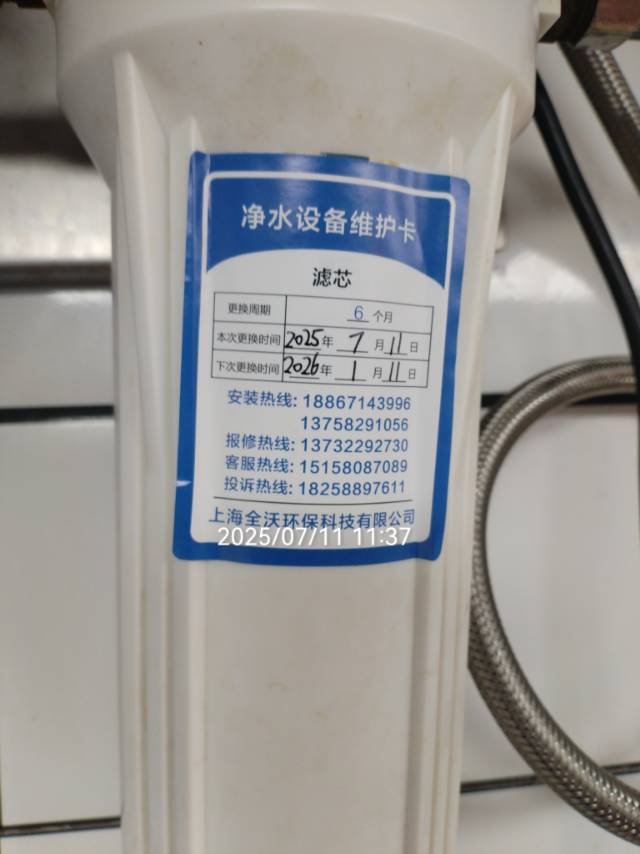 净水设备维护卡
滤芯
更换周期 6 个月
本次更换时间 2025年 7 月 11 日
下次更换时间 2026年 1 月 11 日
安装热线: 18867143996
13758291056
报修热线: 13732292730
客服热线: 15158087089
投诉热线: 18258897611
上海全沃环保科技有限公司
2025/07/11 11:37